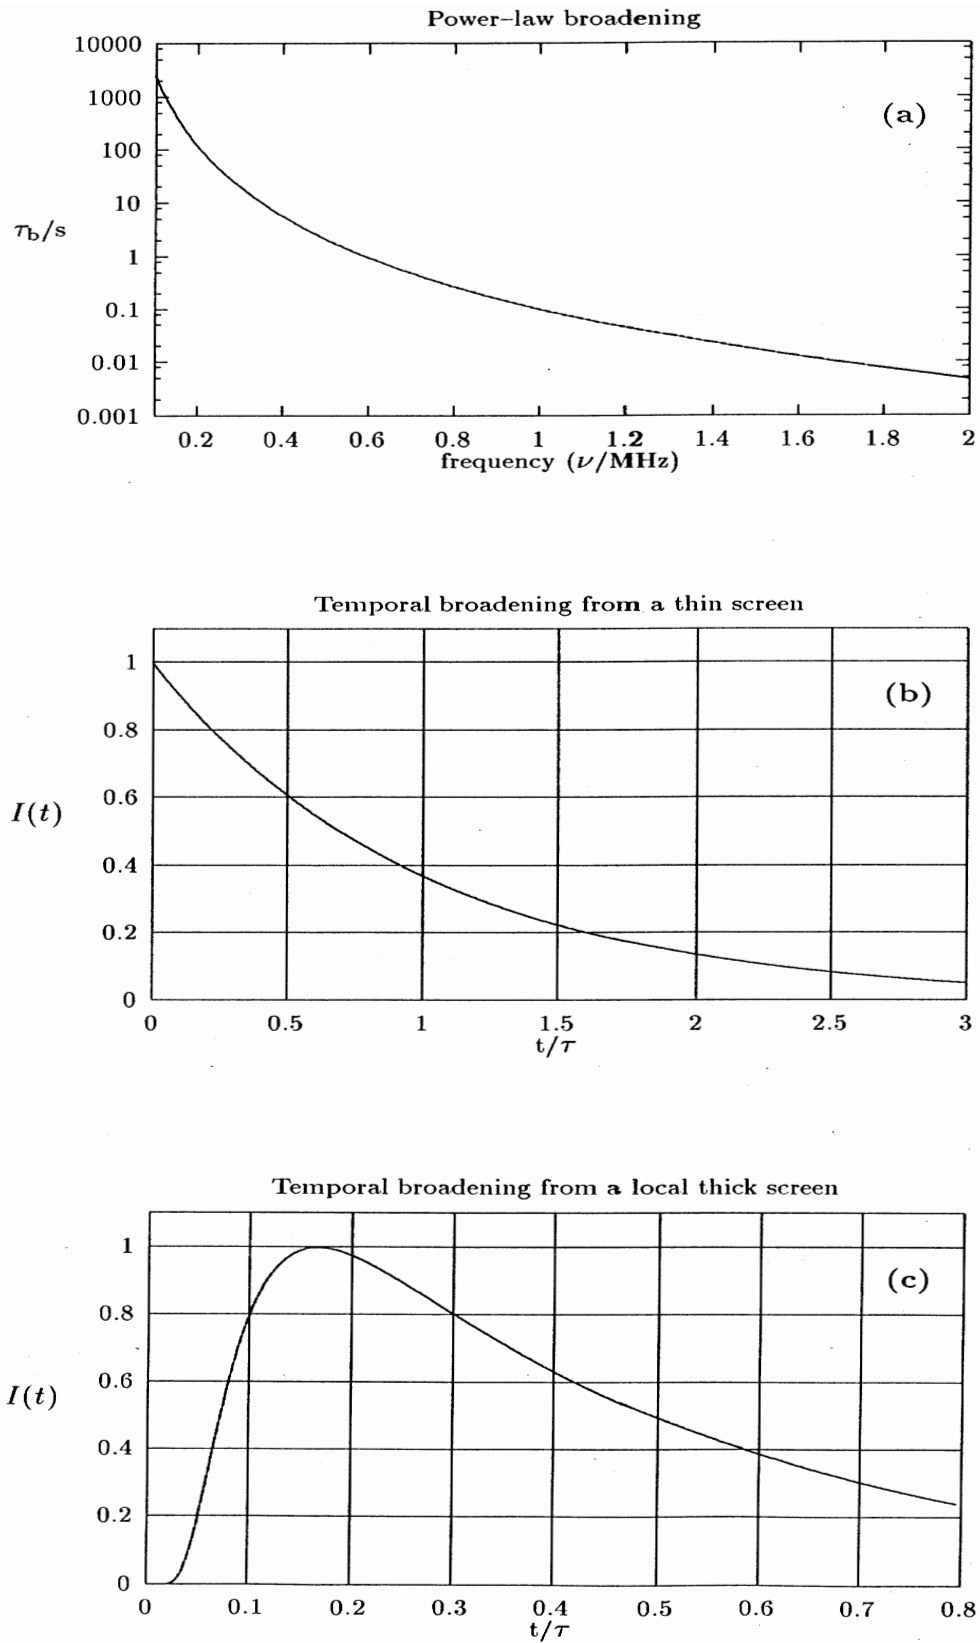 Power–law broadening
10000
1000
100
10
1
0.1
0.01
0.001
τb/s
(a)
0.2 0.4 0.6 0.8 1 1.2 1.4 1.6 1.8 2
frequency (ν/MHz)
Temporal broadening from a thin screen
1
0.8
0.6
0.4
0.2
0
I(t)
(b)
0 0.5 1 1.5 2 2.5 3
t/τ
Temporal broadening from a local thick screen
1
0.8
0.6
0.4
0.2
0
I(t)
(c)
0 0.1 0.2 0.3 0.4 0.5 0.6 0.7 0.8
t/τ